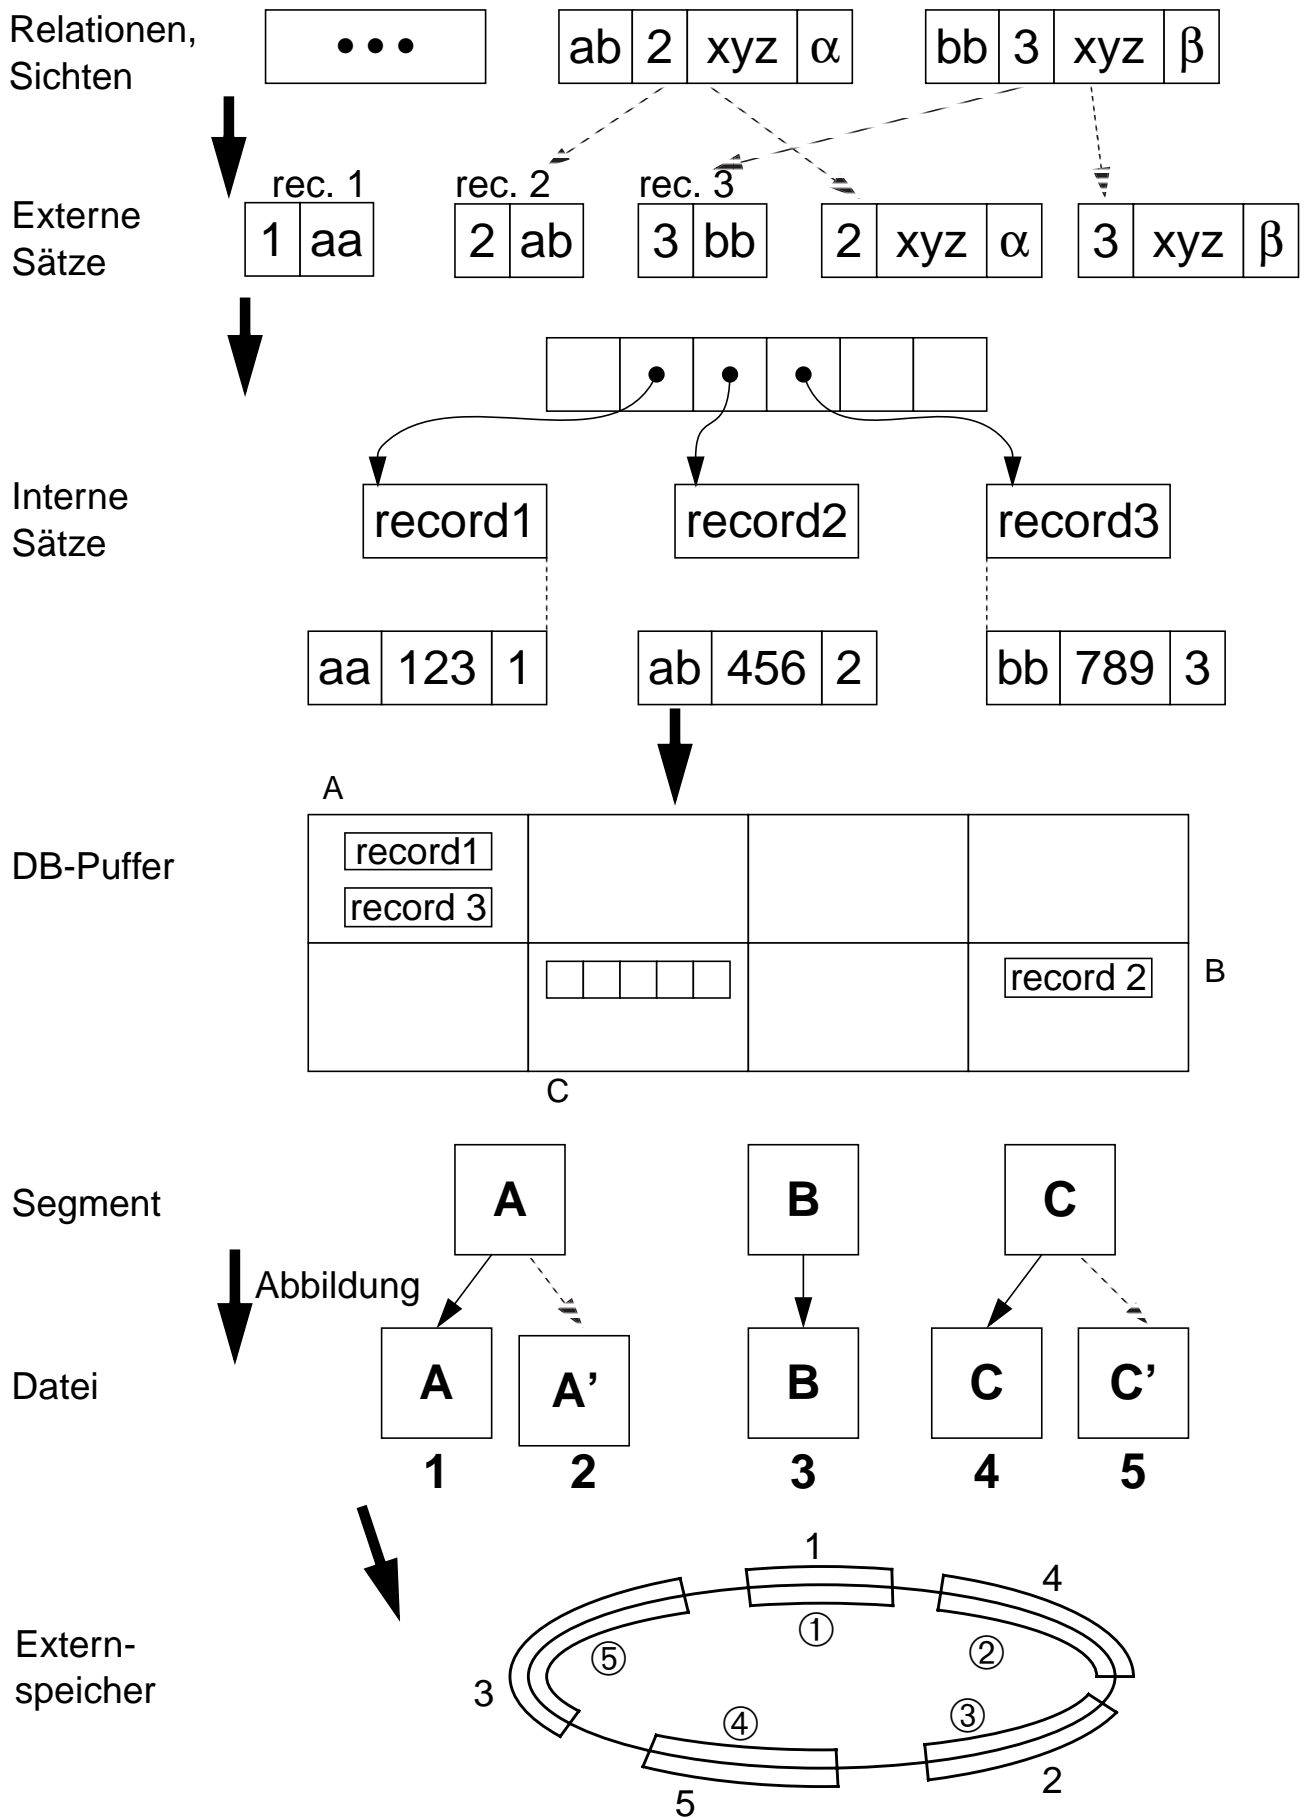 Relationen,
Sichten
••• ab 2 xyz α bb 3 xyz β
rec. 1 rec. 2 rec. 3
Externe
Sätze
1 aa 2 ab 3 bb 2 xyz α 3 xyz β
Interne
Sätze
record1 record2 record3
aa 123 1 ab 456 2 bb 789 3
A
DB-Puffer
record1
record 3
record 2
B
C
Segment
A B C
Abbildung
Datei
A A’ B C C’
1 2 3 4 5
Extern-
speicher
1
4
①
⑤
②
3
④
③
2
5